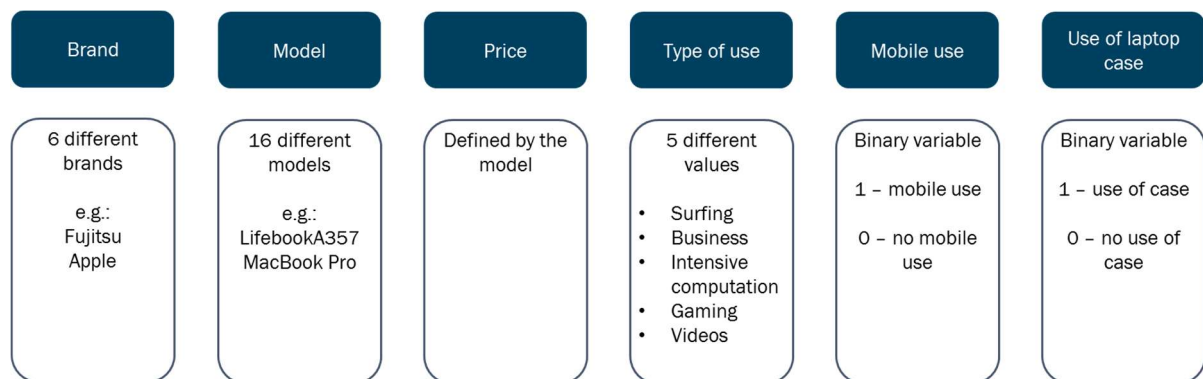 Brand
Model
Price
Type of use
Mobile use
Use of laptop
case
6 different
brands
e.g.:
Fujitsu
Apple
16 different
models
e.g.:
LifebookA357
MacBook Pro
Defined by the
model
5 different
values
• Surfing
• Business
• Intensive
computation
• Gaming
• Videos
Binary variable
1 – mobile use
0 – no mobile
use
Binary variable
1 – use of case
0 – no use of
case